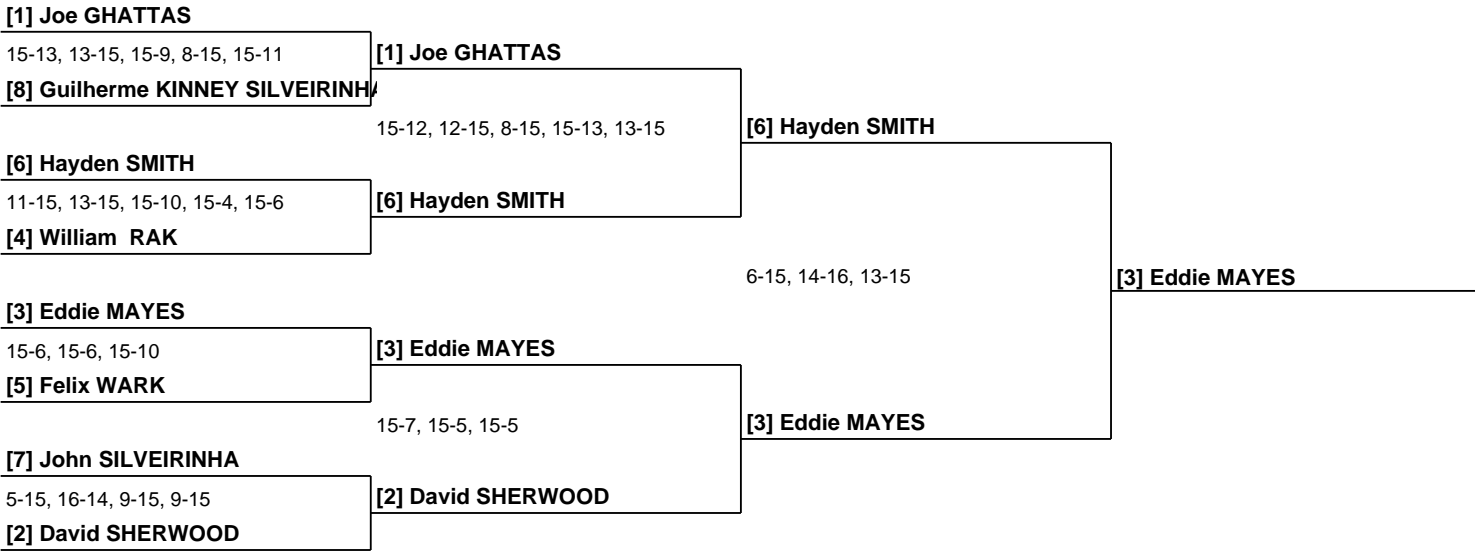 [1] Joe GHATTAS
15-13, 13-15, 15-9, 8-15, 15-11
[8] Guilherme KINNEY SILVEIRINHA
[6] Hayden SMITH
11-15, 13-15, 15-10, 15-4, 15-6
[4] William RAK
[3] Eddie MAYES
15-6, 15-6, 15-10
[5] Felix WARK
[7] John SILVEIRINHA
5-15, 16-14, 9-15, 9-15
[2] David SHERWOOD
[1] Joe GHATTAS
15-12, 12-15, 8-15, 15-13, 13-15
[6] Hayden SMITH
[3] Eddie MAYES
15-7, 15-5, 15-5
[2] David SHERWOOD
[6] Hayden SMITH
6-15, 14-16, 13-15
[3] Eddie MAYES
[3] Eddie MAYES